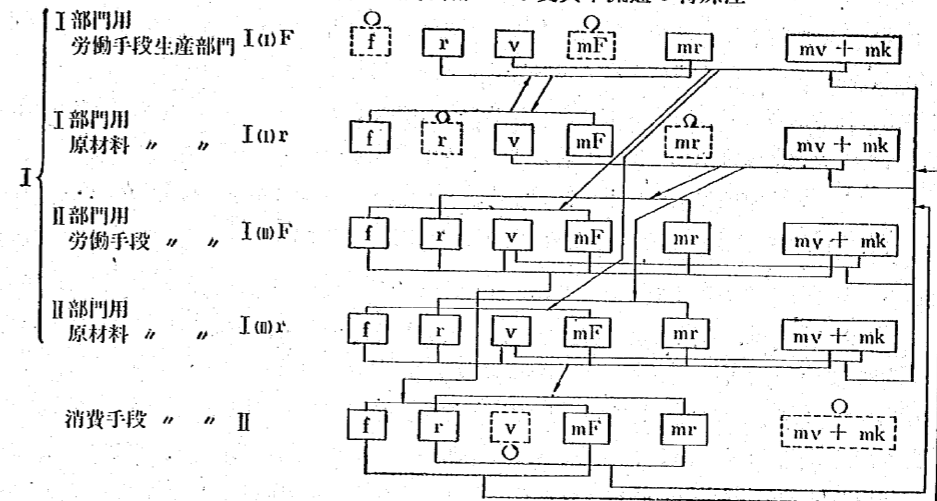 I部門用
労働手段生産部門 I(I)F f r v mF mr mv + mk
I部門用
原材料 〃 〃 I(I)r f r v mF mr mv + mk
I
II部門用
労働手段 〃 〃 I(II)F f r v mF mr mv + mk
II部門用
原材料 〃 〃 I(II)r f r v mF mr mv + mk
消費手段 〃 〃 II f r v mF mr mv + mk